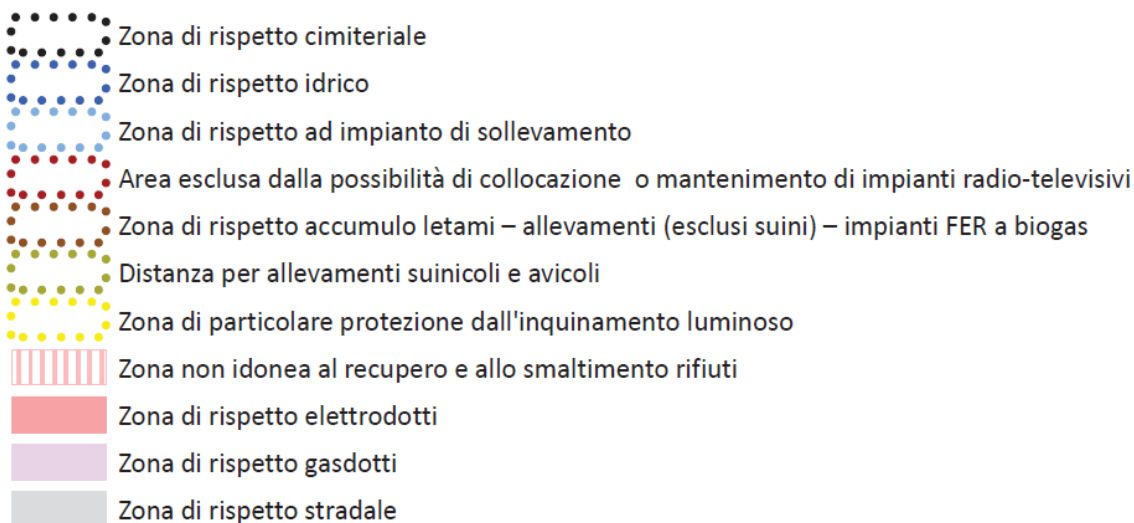 Zona di rispetto cimiteriale
Zona di rispetto idrico
Zona di rispetto ad impianto di sollevamento
Area esclusa dalla possibilità di collocazione o mantenimento di impianti radio-televisivi
Zona di rispetto accumulo letami – allevamenti (esclusi suini) – impianti FER a biogas
Distanza per allevamenti suinicoli e avicoli
Zona di particolare protezione dall'inquinamento luminoso
Zona non idonea al recupero e allo smaltimento rifiuti
Zona di rispetto elettrodotti
Zona di rispetto gasdotti
Zona di rispetto stradale